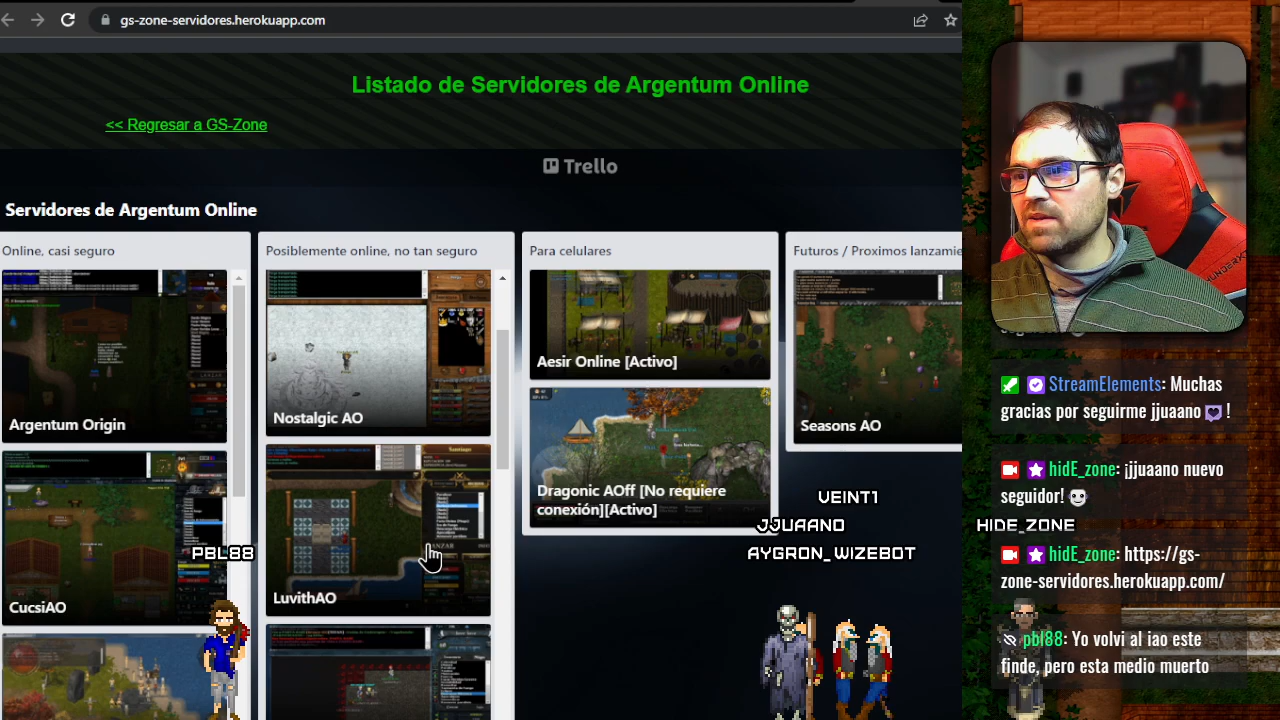 gs-zone-servidores.herokuapp.com
Listado de Servidores de Argentum Online
<< Regresar a GS-Zone
Trello
Servidores de Argentum Online
Online, casi seguro
Argentum Origin
CucsiAO
Posiblemente online, no tan seguro
Nostalgic AO
LuvithAO
Para celulares
Aesir Online [Activo]
Dragonic AOff [No requiere
conexión][Activo]
Futuros / Proximos lanzamie
Seasons AO
PBL88
VEINT1
JJUAANO
AYGRON_WIZEBOT
HIDE_ZONE
StreamElements: Muchas
gracias por seguirme jjuaano !
hidE_zone: ¡jjuaano nuevo
seguidor!
hidE_zone: https://gs-
zone-servidores.herokuapp.com/
pbl88: Yo volvi al iao este
finde, pero esta medio muerto